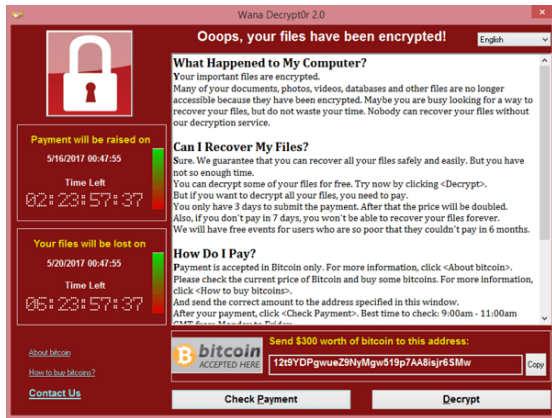 Wana Decrypt0r 2.0
Ooops, your files have been encrypted!
English
What Happened to My Computer?
Your important files are encrypted.
Many of your documents, photos, videos, databases and other files are no longer
accessible because they have been encrypted. Maybe you are busy looking for a way to
recover your files, but do not waste your time. Nobody can recover your files without
our decryption service.
Can I Recover My Files?
Sure. We guarantee that you can recover all your files safely and easily. But you have
not so enough time.
You can decrypt some of your files for free. Try now by clicking <Decrypt>.
But if you want to decrypt all your files, you need to pay.
You only have 3 days to submit the payment. After that the price will be doubled.
Also, if you don't pay in 7 days, you won't be able to recover your files forever.
We will have free events for users who are so poor that they couldn't pay in 6 months.
How Do I Pay?
Payment is accepted in Bitcoin only. For more information, click <About bitcoin>.
Please check the current price of Bitcoin and buy some bitcoins. For more information,
click <How to buy bitcoins>.
And send the correct amount to the address specified in this window.
After your payment, click <Check Payment>. Best time to check: 9:00am - 11:00am
GMT from Monday to Friday.
Payment will be raised on
5/16/2017 00:47:55
Time Left
02:23:57:37
Your files will be lost on
5/20/2017 00:47:55
Time Left
06:23:57:37
About bitcoin
How to buy bitcoins?
Contact Us
bitcoin
ACCEPTED HERE
Send $300 worth of bitcoin to this address:
12t9YDPgwueZ9NyMgw519p7AA8isjr6SMw
Copy
Check Payment
Decrypt